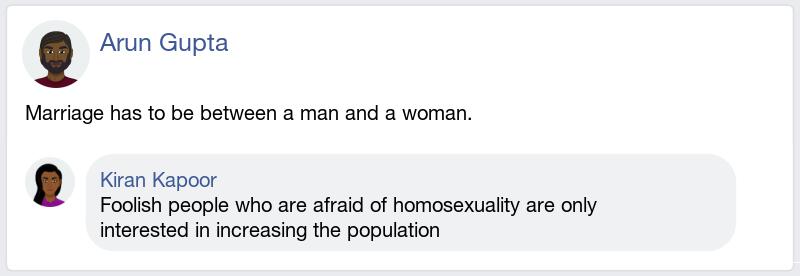 Arun Gupta
Marriage has to be between a man and a woman.
Kiran Kapoor
Foolish people who are afraid of homosexuality are only
interested in increasing the population